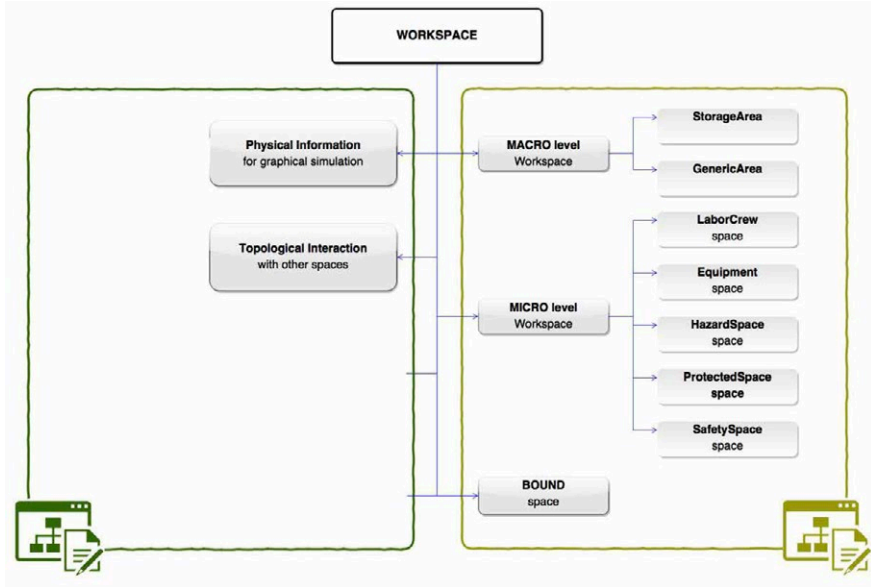 WORKSPACE
Physical Information
for graphical simulation
Topological Interaction
with other spaces
MACRO level
Workspace
StorageArea
GenericArea
MICRO level
Workspace
LaborCrew
space
Equipment
space
HazardSpace
space
ProtectedSpace
space
SafetySpace
space
BOUND
space